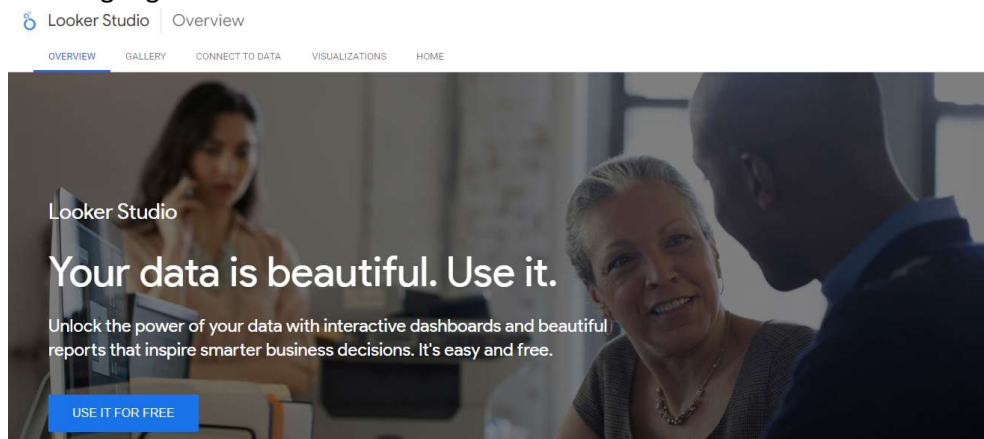 Looker Studio Overview
OVERVIEW GALLERY CONNECT TO DATA VISUALIZATIONS HOME
Looker Studio
Your data is beautiful. Use it.
Unlock the power of your data with interactive dashboards and beautiful
reports that inspire smarter business decisions. It's easy and free.
USE IT FOR FREE